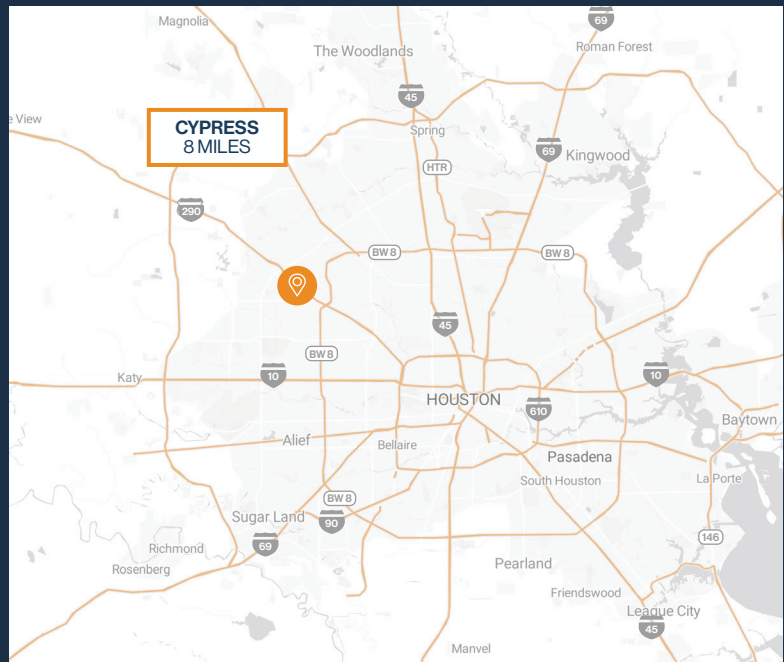 Magnolia
69
The Woodlands
Roman Forest
45
e View
CYPRESS
8 MILES
Spring
69
Kingwood
HTR
290
BW 8
BW 8
45
BW 8
Katy
10
10
HOUSTON
610
Baytown
Alief
Bellaire
Pasadena
South Houston
La Porte
BW 8
Sugar Land
90
69
146
Richmond
Rosenberg
Pearland
Friendswood
League City
45
Manvel